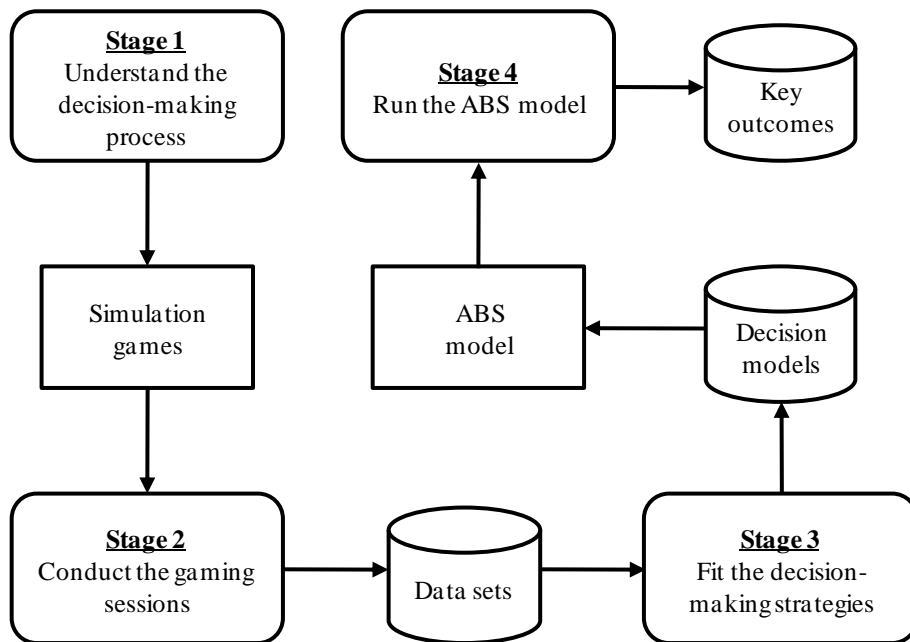 Stage 1
Understand the
decision-making
process
Simulation
games
Stage 2
Conduct the gaming
sessions
Data sets
Stage 3
Fit the decision-
making strategies
Decision
models
ABS
model
Stage 4
Run the ABS model
Key
outcomes